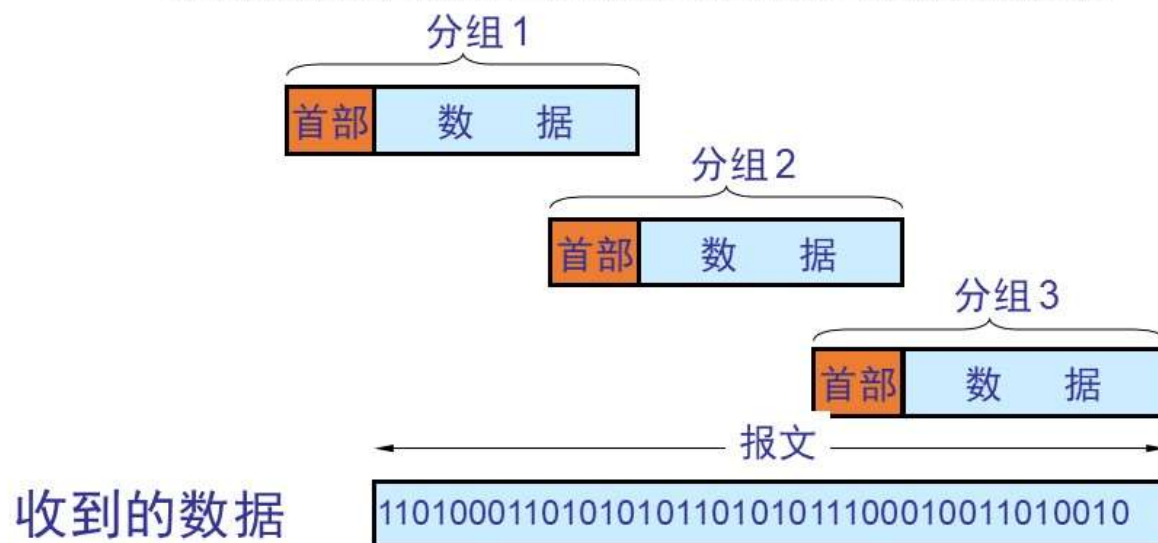 分组1
首部 数 据
分组2
首部 数 据
分组3
首部 数 据
报文
收到的数据 1101000110101010110101011100010011010010